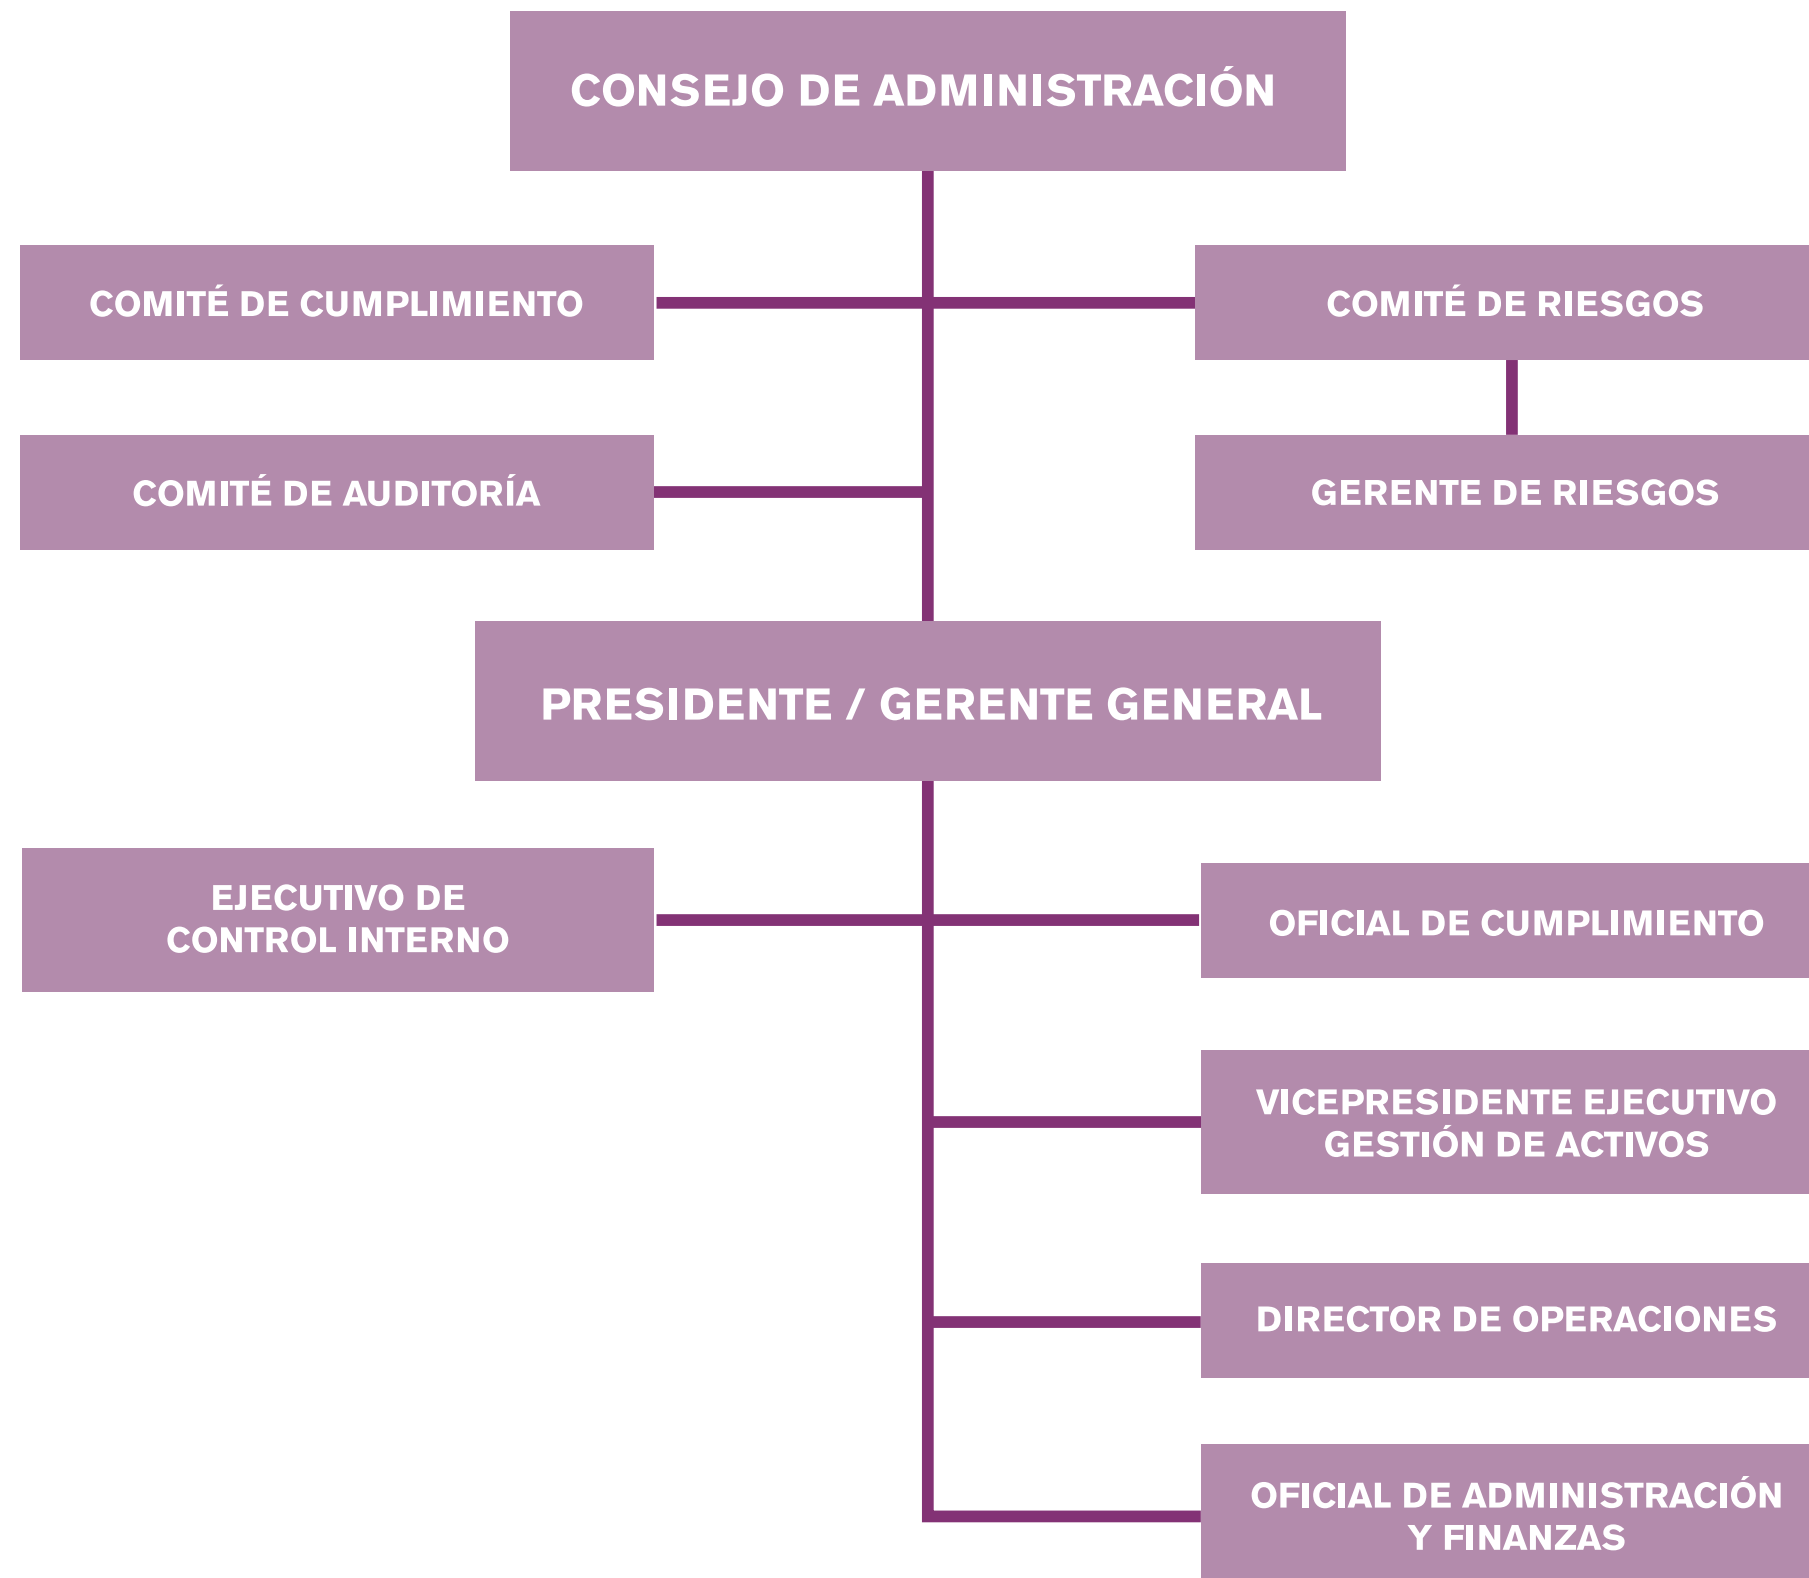 CONSEJO DE ADMINISTRACIÓN
COMITÉ DE CUMPLIMIENTO
COMITÉ DE RIESGOS
COMITÉ DE AUDITORÍA
GERENTE DE RIESGOS
PRESIDENTE / GERENTE GENERAL
EJECUTIVO DE
CONTROL INTERNO
OFICIAL DE CUMPLIMIENTO
VICEPRESIDENTE EJECUTIVO
GESTIÓN DE ACTIVOS
DIRECTOR DE OPERACIONES
OFICIAL DE ADMINISTRACIÓN
Y FINANZAS